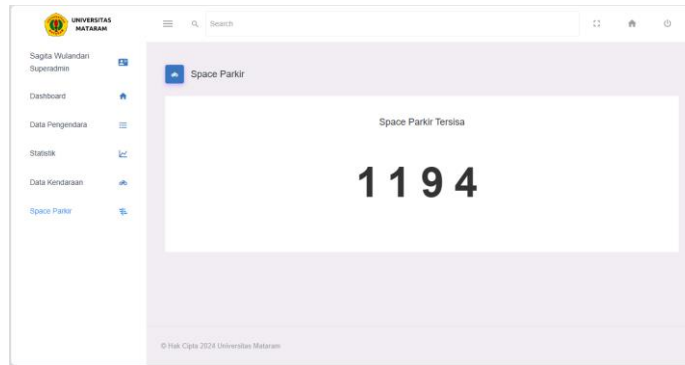 UNIVERSITAS
MATARAM
Search
Sagita Wulandari
Superadmin
Dashboard
Data Pengendara
Statistik
Data Kendaraan
Space Parkir
Space Parkir
Space Parkir Tersisa
1194
© Hak Cipta 2024 Universitas Mataram